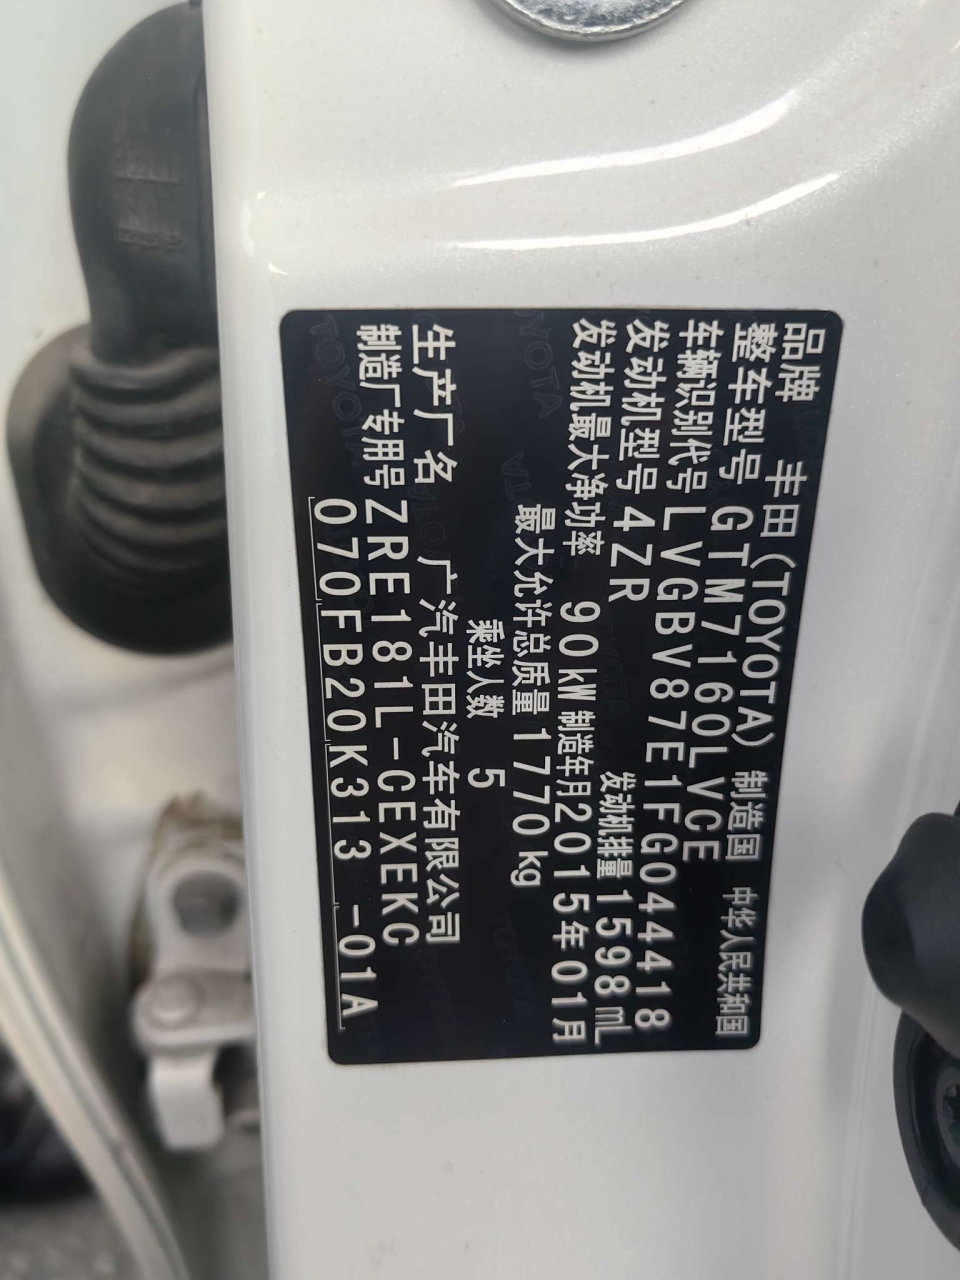 品牌 丰田(TOYOTA) 制造国 中华人民共和国
整车型号 GTM7160LVCE
车辆识别代号 LVGBV87E1FG044418
发动机型号 4ZR 发动机排量 1598mL
发动机最大净功率 90kW 制造年月 2015年01月
最大允许总质量 1770kg
乘坐人数 5
生产厂名 广汽丰田汽车有限公司
制造厂专用号 ZRE181L-CEXEKC
070FB20K313 -01A